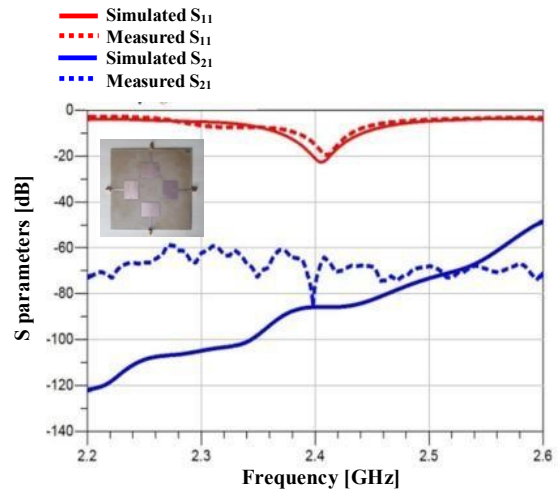 Simulated S₁₁
Measured S₁₁
Simulated S₂₁
Measured S₂₁
0
-20
-40
-60
-80
-100
-120
-140
S parameters [dB]
2.2 2.3 2.4 2.5 2.6
Frequency [GHz]